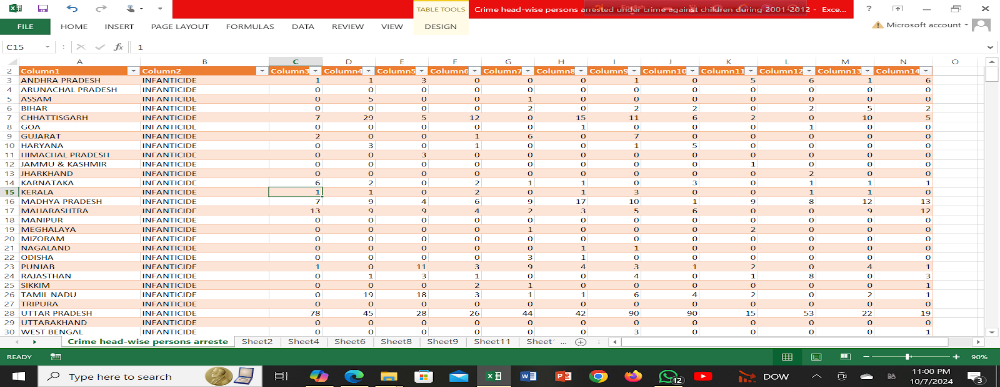 TABLE TOOLS Crime head-wise persons arrested under crime against children during 2001-2012 - Exce... ?
FILE HOME INSERT PAGE LAYOUT FORMULAS DATA REVIEW VIEW DESIGN Microsoft account
C15 fx 1
A B C D E F G H I J K L M N O
2 Column1 Column2 Column3 Column4 Column5 Column6 Column7 Column8 Column9 Column10 Column11 Column12 Column13 Column14
3 ANDHRA PRADESH INFANTICIDE 1 1 3 0 0 0 1 0 5 6 1 6
4 ARUNACHAL PRADESH INFANTICIDE 0 0 0 0 0 0 0 0 0 0 0 0
5 ASSAM INFANTICIDE 0 5 0 0 1 0 0 0 0 0 0 0
6 BIHAR INFANTICIDE 0 0 0 0 2 0 2 2 0 2 5 2
7 CHHATTISGARH INFANTICIDE 7 29 5 12 0 15 11 6 2 0 10 5
8 GOA INFANTICIDE 0 0 0 0 0 1 0 0 0 1 0 0
9 GUJARAT INFANTICIDE 2 0 0 1 6 0 7 0 0 0 0 0
10 HARYANA INFANTICIDE 0 3 0 1 0 0 1 5 0 0 0 0
11 HIMACHAL PRADESH INFANTICIDE 0 0 3 0 0 0 0 0 0 0 0 0
12 JAMMU & KASHMIR INFANTICIDE 0 0 0 0 0 0 0 0 1 0 0 0
13 JHARKHAND INFANTICIDE 0 0 0 0 0 0 0 0 0 2 0 0
14 KARNATAKA INFANTICIDE 6 2 0 2 1 1 0 3 0 1 1 1
15 KERALA INFANTICIDE 1 1 0 2 0 1 3 0 0 1 1 0
16 MADHYA PRADESH INFANTICIDE 7 9 4 6 9 17 10 1 9 8 12 13
17 MAHARASHTRA INFANTICIDE 13 9 9 4 2 3 5 6 0 0 9 12
18 MANIPUR INFANTICIDE 0 0 0 0 0 0 0 0 0 0 0 0
19 MEGHALAYA INFANTICIDE 0 0 0 0 1 0 0 0 2 0 0 0
20 MIZORAM INFANTICIDE 0 0 0 0 0 0 0 0 0 0 0 0
21 NAGALAND INFANTICIDE 0 0 0 0 0 1 1 0 0 0 0 0
22 ODISHA INFANTICIDE 0 0 0 0 3 1 0 0 0 0 0 0
23 PUNJAB INFANTICIDE 1 0 11 3 9 4 3 1 2 0 4 1
24 RAJASTHAN INFANTICIDE 0 1 3 1 0 0 4 0 1 8 0 3
25 SIKKIM INFANTICIDE 0 0 0 2 1 0 0 0 0 0 0 1
26 TAMIL NADU INFANTICIDE 0 19 18 3 1 1 6 4 2 0 2 1
27 TRIPURA INFANTICIDE 0 0 0 0 0 0 0 0 0 0 0 0
28 UTTAR PRADESH INFANTICIDE 78 45 28 26 44 42 90 90 15 53 22 19
29 UTTARAKHAND INFANTICIDE 0 0 0 0 0 0 0 0 0 0 0 0
30 WEST BENGAL INFANTICIDE 0 0 0 0 0 0 3 0 0 0 0 1
Crime head-wise persons arreste Sheet2 Sheet4 Sheet6 Sheet8 Sheet9 Sheet11 Sheet ...
READY 90%
Type here to search 12 DOW 11:00 PM
10/7/2024 3